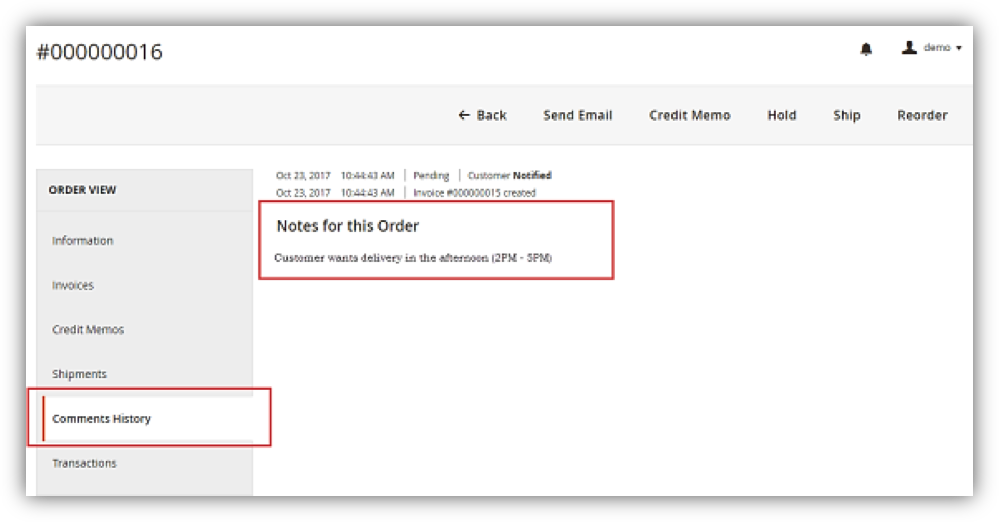 #000000016
demo
Back Send Email Credit Memo Hold Ship Reorder
ORDER VIEW
Information
Invoices
Credit Memos
Shipments
Comments History
Transactions
Oct 23, 2017 10:44:43 AM | Pending | Customer Notified
Oct 23, 2017 10:44:43 AM | Invoice #000000015 created
Notes for this Order
Customer wants delivery in the afternoon (2PM - 5PM)